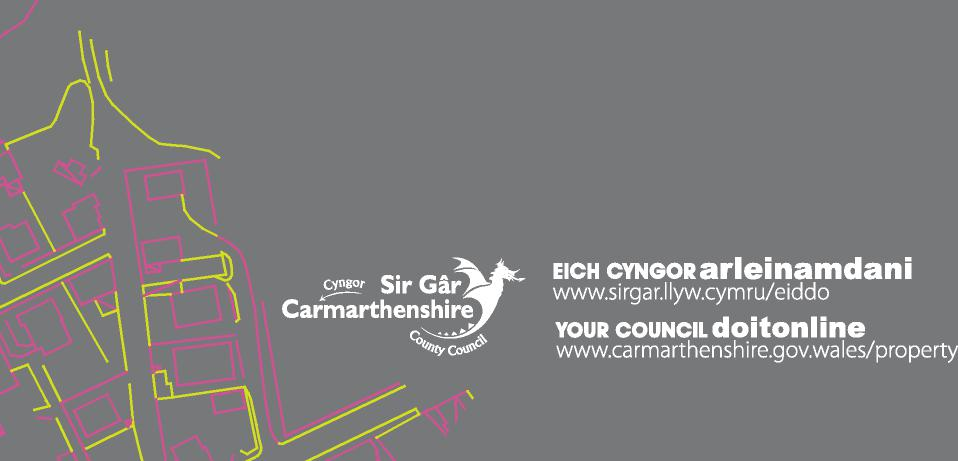 Cyngor Sir Gâr
Carmarthenshire
County Council
EICH CYNGOR arleinamdani
www.sirgar.llyw.cymru/eiddo
YOUR COUNCIL doitonline
www.carmarthenshire.gov.wales/property